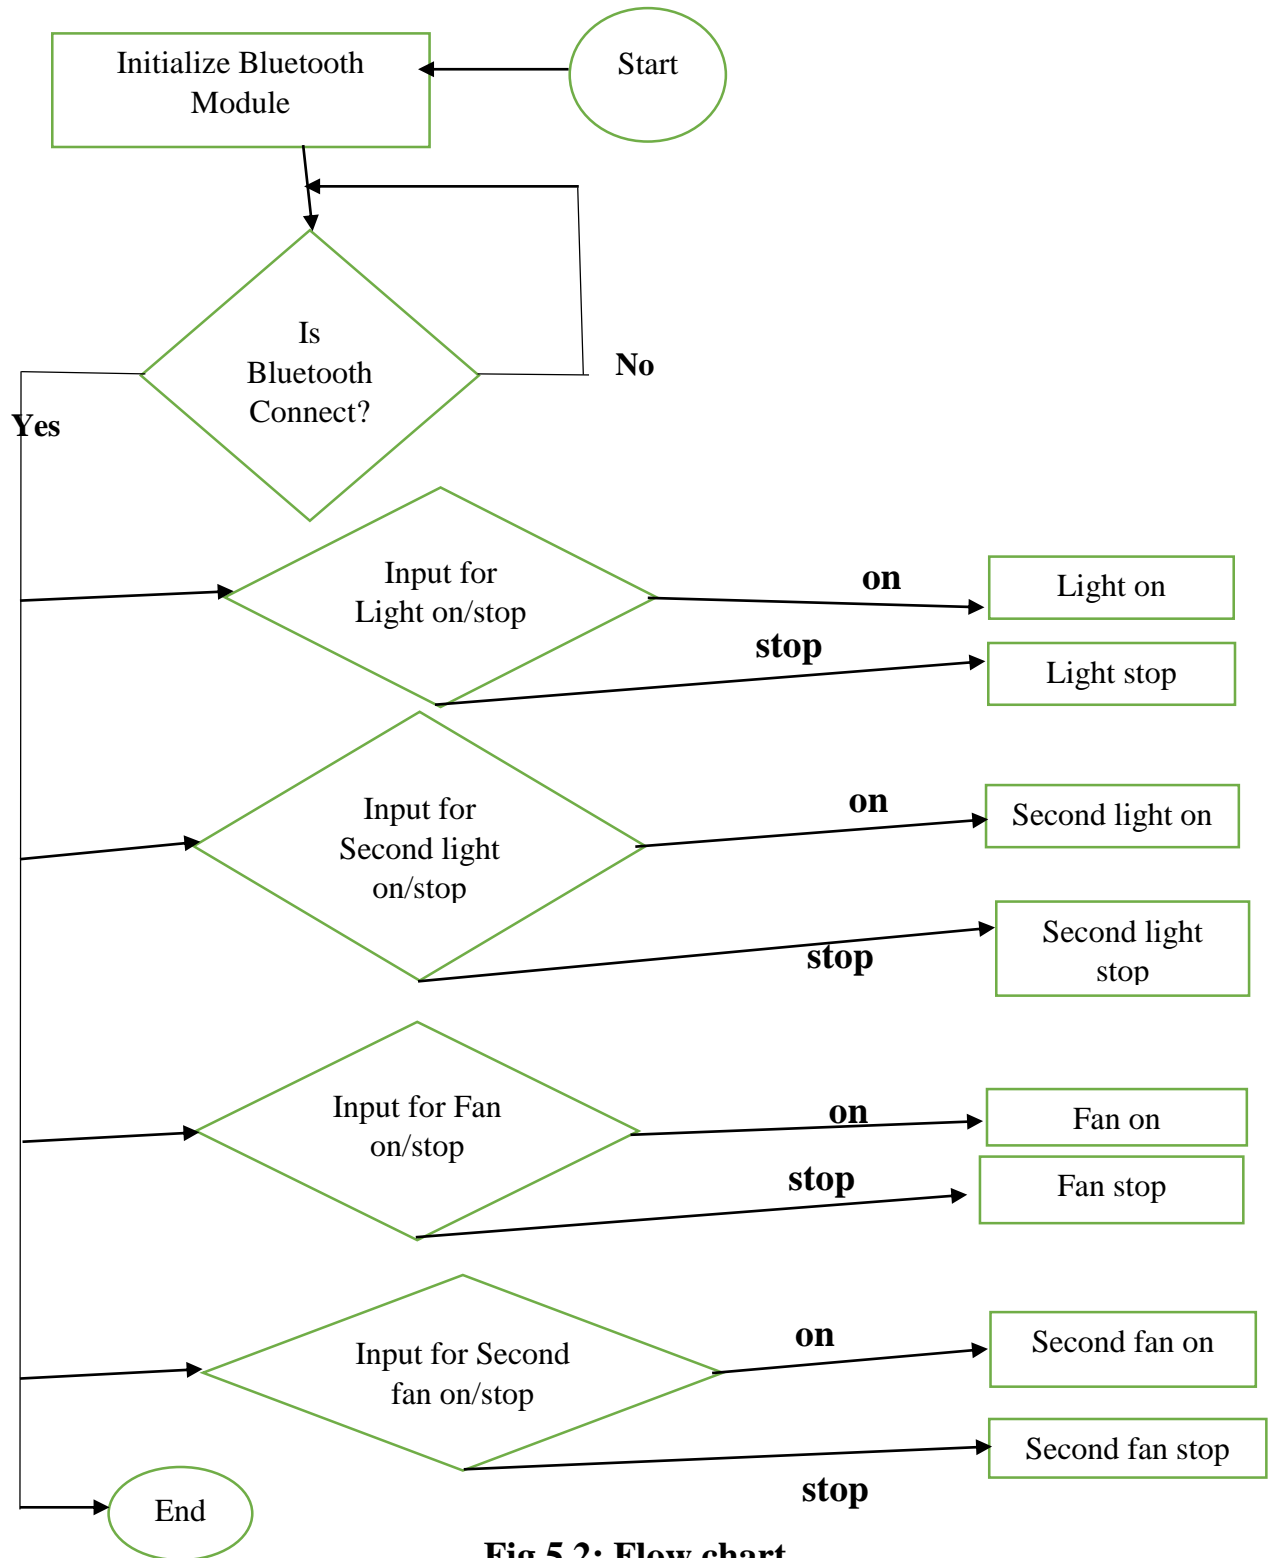 Start
Initialize Bluetooth
Module
Is
Bluetooth
Connect?
No
Yes
Input for
Light on/stop
on
Light on
stop
Light stop
Input for
Second light
on/stop
on
Second light on
stop
Second light
stop
Input for Fan
on/stop
on
Fan on
stop
Fan stop
Input for Second
fan on/stop
on
Second fan on
stop
Second fan stop
End
Fig 5.2: Flow chart